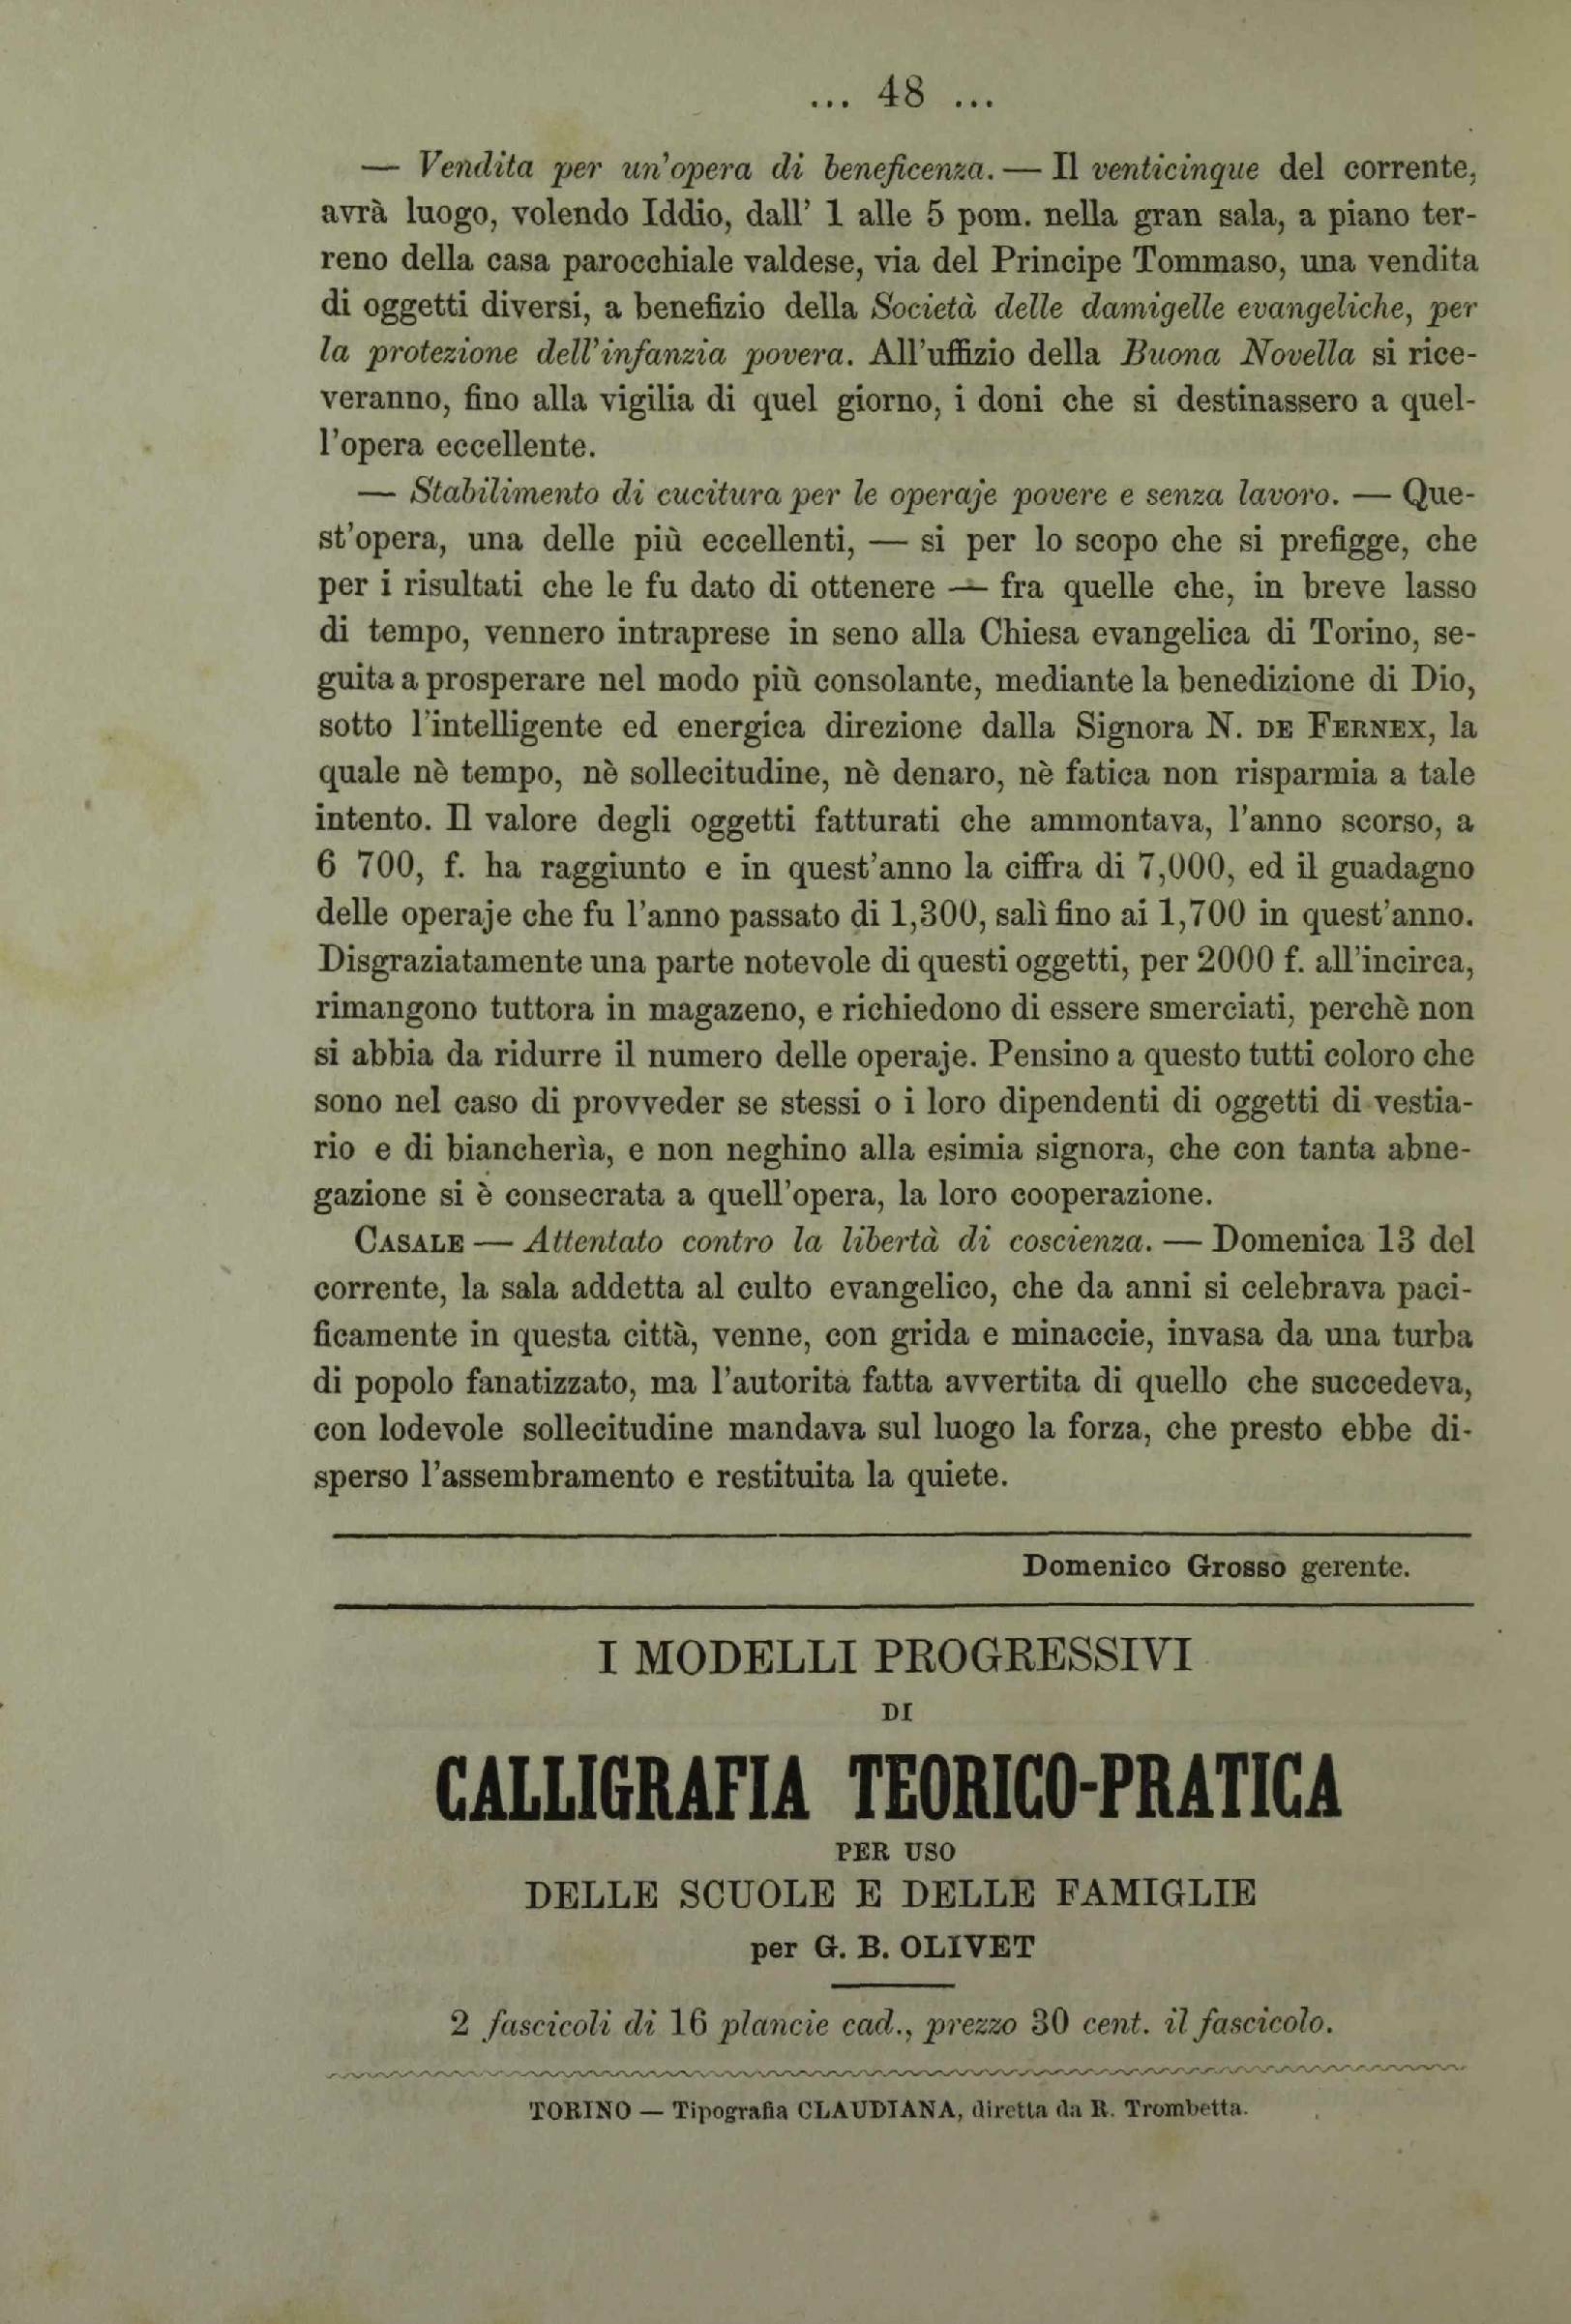 ... 48 ...
— Vendita per un'opera di beneficenza. — Il venticinque del corrente,
avrà luogo, volendo Iddio, dall' 1 alle 5 pom. nella gran sala, a piano ter-
reno della casa parocchiale valdese, via del Principe Tommaso, una vendita
di oggetti diversi, a benefizio della Società delle damigelle evangeliche, per
la protezione dell'infanzia povera. All'uffizio della Buona Novella si rice-
veranno, fino alla vigilia di quel giorno, i doni che si destinassero a quel-
l'opera eccellente.
— Stabilimento di cucitura per le operaje povere e senza lavoro. — Que-
st'opera, una delle più eccellenti, — si per lo scopo che si prefigge, che
per i risultati che le fu dato di ottenere — fra quelle che, in breve lasso
di tempo, vennero intraprese in seno alla Chiesa evangelica di Torino, se-
guita a prosperare nel modo più consolante, mediante la benedizione di Dio,
sotto l'intelligente ed energica direzione dalla Signora N. DE FERNEX, la
quale nè tempo, nè sollecitudine, nè denaro, nè fatica non risparmia a tale
intento. Il valore degli oggetti fatturati che ammontava, l'anno scorso, a
6 700, f. ha raggiunto e in quest'anno la ciffra di 7,000, ed il guadagno
delle operaje che fu l'anno passato di 1,300, salì fino ai 1,700 in quest'anno.
Disgraziatamente una parte notevole di questi oggetti, per 2000 f. all'incirca,
rimangono tuttora in magazeno, e richiedono di essere smerciati, perchè non
si abbia da ridurre il numero delle operaje. Pensino a questo tutti coloro che
sono nel caso di provveder se stessi o i loro dipendenti di oggetti di vestia-
rio e di biancherìa, e non neghino alla esimia signora, che con tanta abne-
gazione si è consecrata a quell'opera, la loro cooperazione.
CASALE — Attentato contro la libertà di coscienza. — Domenica 13 del
corrente, la sala addetta al culto evangelico, che da anni si celebrava paci-
ficamente in questa città, venne, con grida e minaccie, invasa da una turba
di popolo fanatizzato, ma l'autorità fatta avvertita di quello che succedeva,
con lodevole sollecitudine mandava sul luogo la forza, che presto ebbe di-
sperso l'assembramento e restituita la quiete.
Domenico Grosso gerente.
I MODELLI PROGRESSIVI
DI
CALLIGRAFIA TEORICO-PRATICA
PER USO
DELLE SCUOLE E DELLE FAMIGLIE
per G. B. OLIVET
2 fascicoli di 16 plancie cad., prezzo 30 cent. il fascicolo.
TORINO — Tipografia CLAUDIANA, diretta da R. Trombetta.